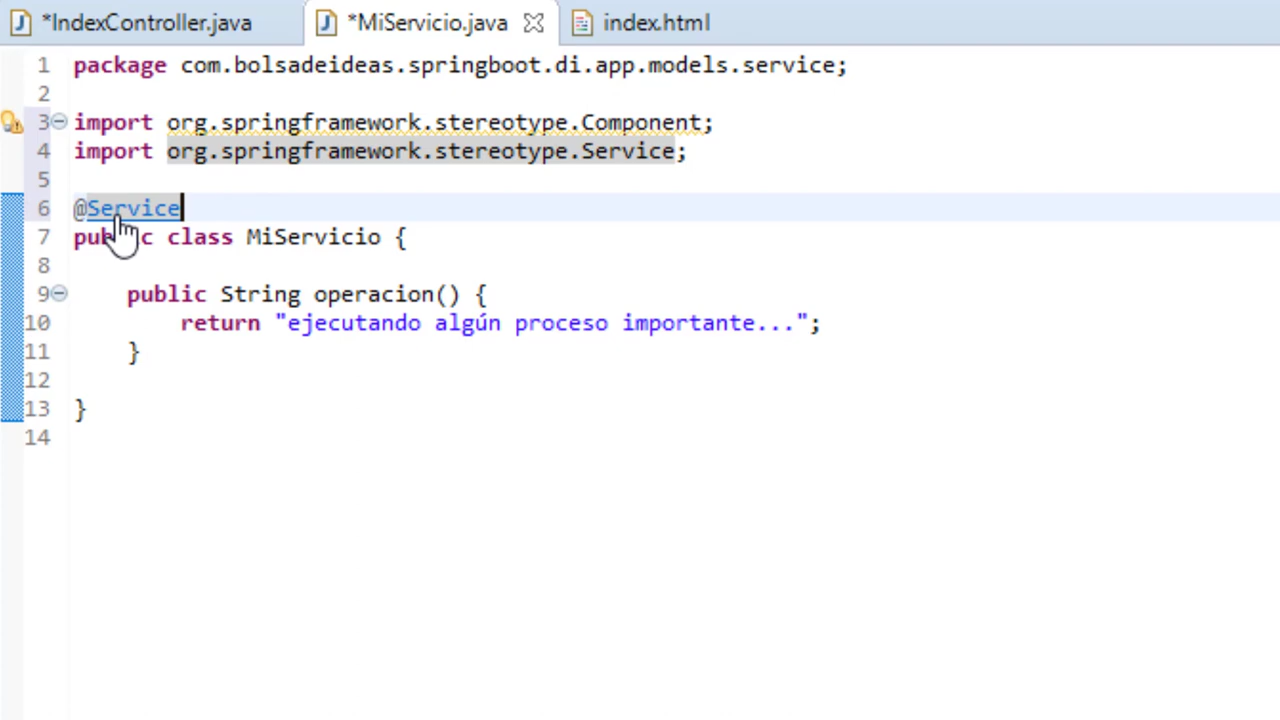 *IndexController.java *MiServicio.java index.html
1 package com.bolsadeideas.springboot.di.app.models.service;
2
3 import org.springframework.stereotype.Component;
4 import org.springframework.stereotype.Service;
5
6 @Service
7 public class MiServicio {
8
9 public String operacion() {
10 return "ejecutando algún proceso importante...";
11 }
12
13 }
14